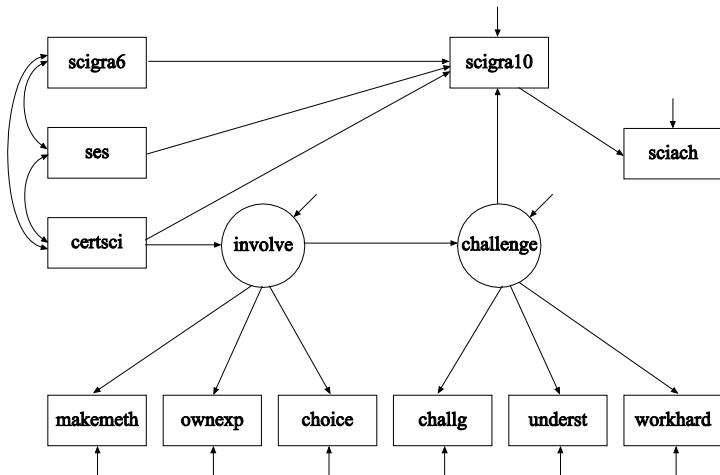 scigra6
scigra10
ses
sciach
certsci
involve
challenge
makemeth
ownexp
choice
challg
underst
workhard